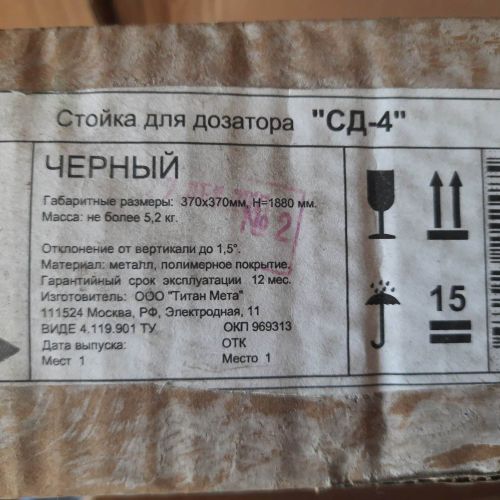 Стойка для дозатора "СД-4"
ЧЕРНЫЙ
Габаритные размеры: 370х370мм, Н=1880 мм.
Масса: не более 5,2 кг.
№ 2
Отклонение от вертикали до 1,5°.
Материал: металл, полимерное покрытие.
Гарантийный срок эксплуатации 12 мес.
Изготовитель: ООО "Титан Мета"
111524 Москва, РФ, Электродная, 11
ВИДЕ 4.119.901 ТУ ОКП 969313
Дата выпуска: ОТК
Мест 1 Место 1
15